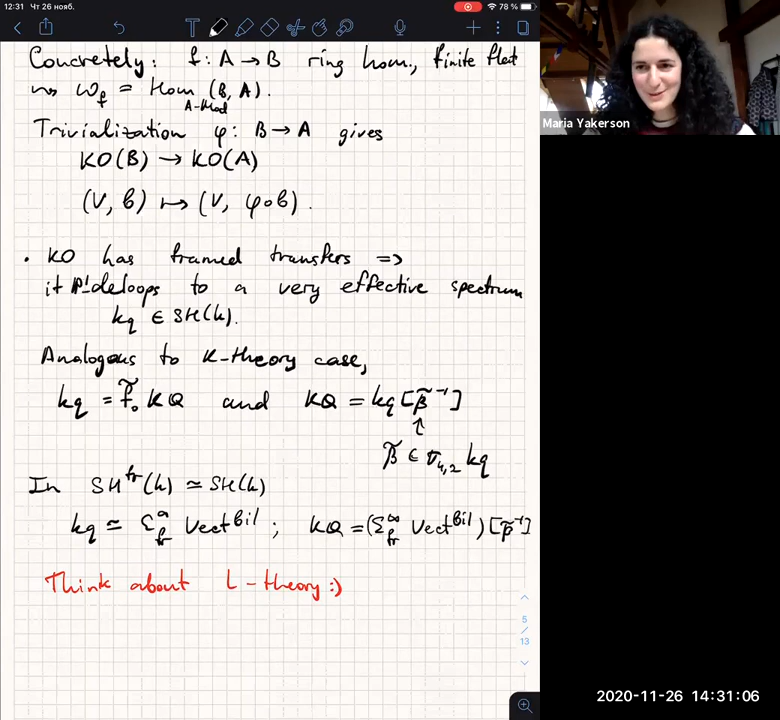 12:31 Чт 26 нояб.
78 %
Concretely: f: A → B ring hom., finite flat
⇝ ω_f = Hom_{A-Mod} (B, A).
Trivialization φ: B → A gives
KO(B) → KO(A)
(V, b) ↦ (V, φ∘b).
• KO has framed transfers =>
it P¹ deloops to a very effective spectrum
kq ∈ SH(k).
Analogous to K-theory case,
kq = f̃₀ KQ and KQ = kq [β̃⁻¹]
↑
β̃ ∈ π_{4,2} kq
In SH^{fr}(k) ≃ SH(k)
kq ≃ Σ^∞_{fr} Vect^{bil} ; KQ = (Σ^∞_{fr} Vect^{bil}) [β̃⁻¹]
Think about L-theory :)
5
/
13
Maria Yakerson
2020-11-26 14:31:06